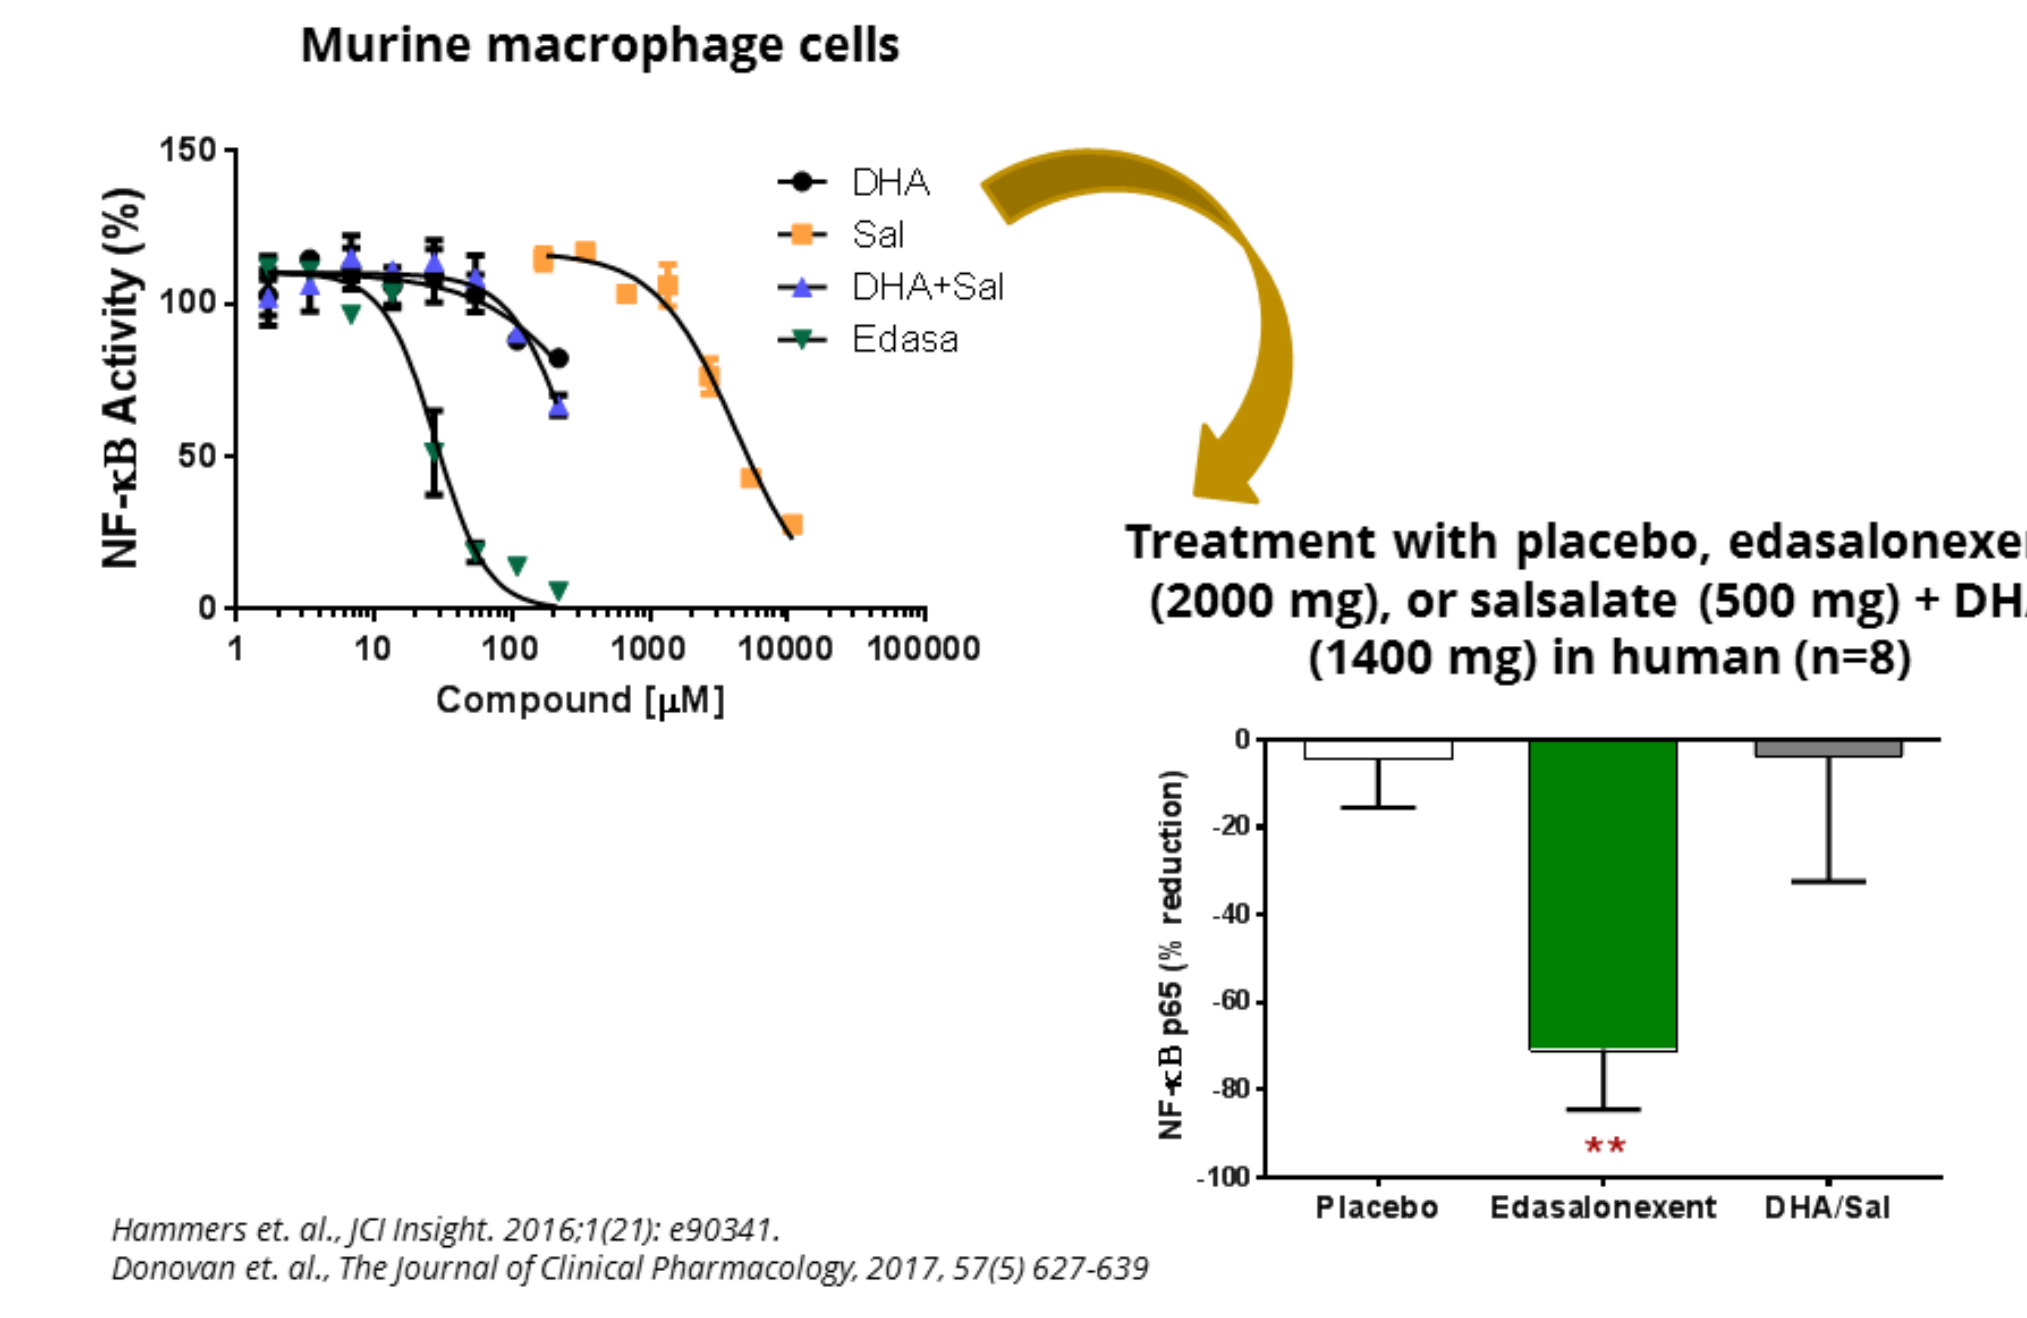 Murine macrophage cells
150
100
50
0
NF-κB Activity (%)
1 10 100 1000 10000 100000
Compound [μM]
DHA
Sal
DHA+Sal
Edasa
Treatment with placebo, edasalonexe
(2000 mg), or salsalate (500 mg) + DH
(1400 mg) in human (n=8)
0
-20
-40
-60
-80
-100
NF-κB p65 (% reduction)
**
Placebo Edasalonexent DHA/Sal
Hammers et. al., JCI Insight. 2016;1(21): e90341.
Donovan et. al., The Journal of Clinical Pharmacology, 2017, 57(5) 627-639